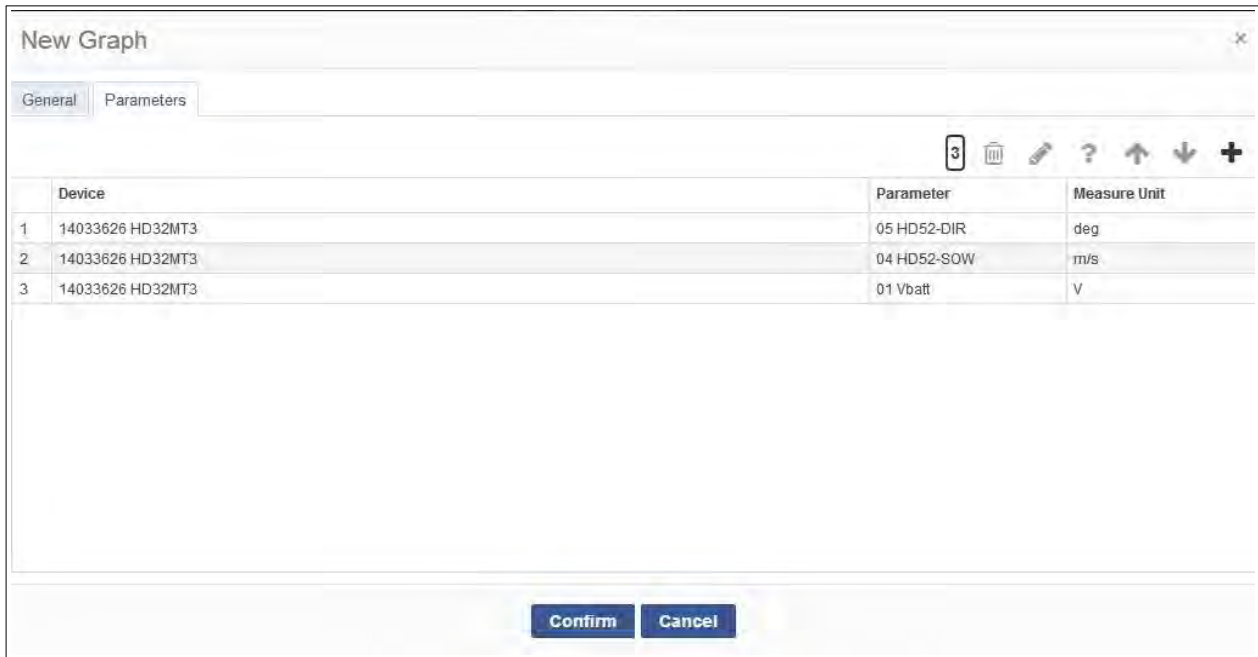 New Graph ×
General Parameters
3 ?
Device Parameter Measure Unit
1 14033626 HD32MT3 05 HD52-DIR deg
2 14033626 HD32MT3 04 HD52-SOW m/s
3 14033626 HD32MT3 01 Vbatt V
Confirm Cancel